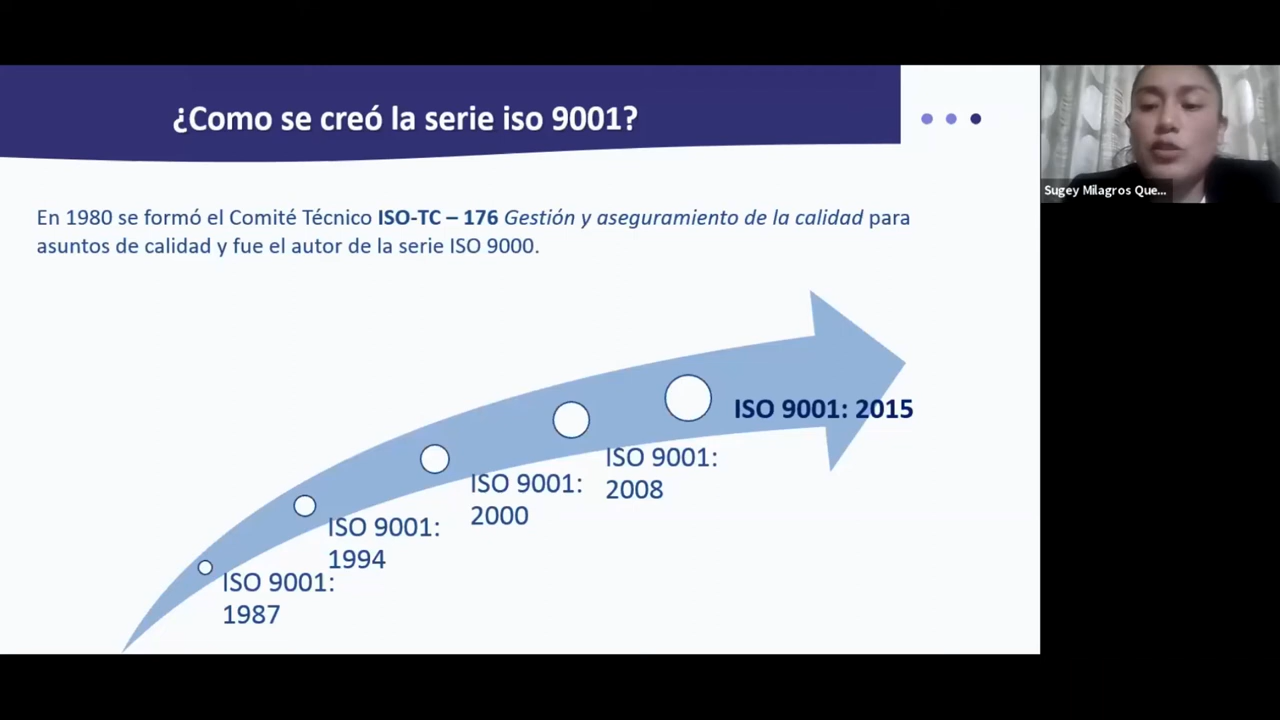 ¿Como se creó la serie iso 9001?
Sugey Milagros Que...
En 1980 se formó el Comité Técnico ISO-TC – 176 Gestión y aseguramiento de la calidad para
asuntos de calidad y fue el autor de la serie ISO 9000.
ISO 9001:
1987
ISO 9001:
1994
ISO 9001:
2000
ISO 9001:
2008
ISO 9001: 2015